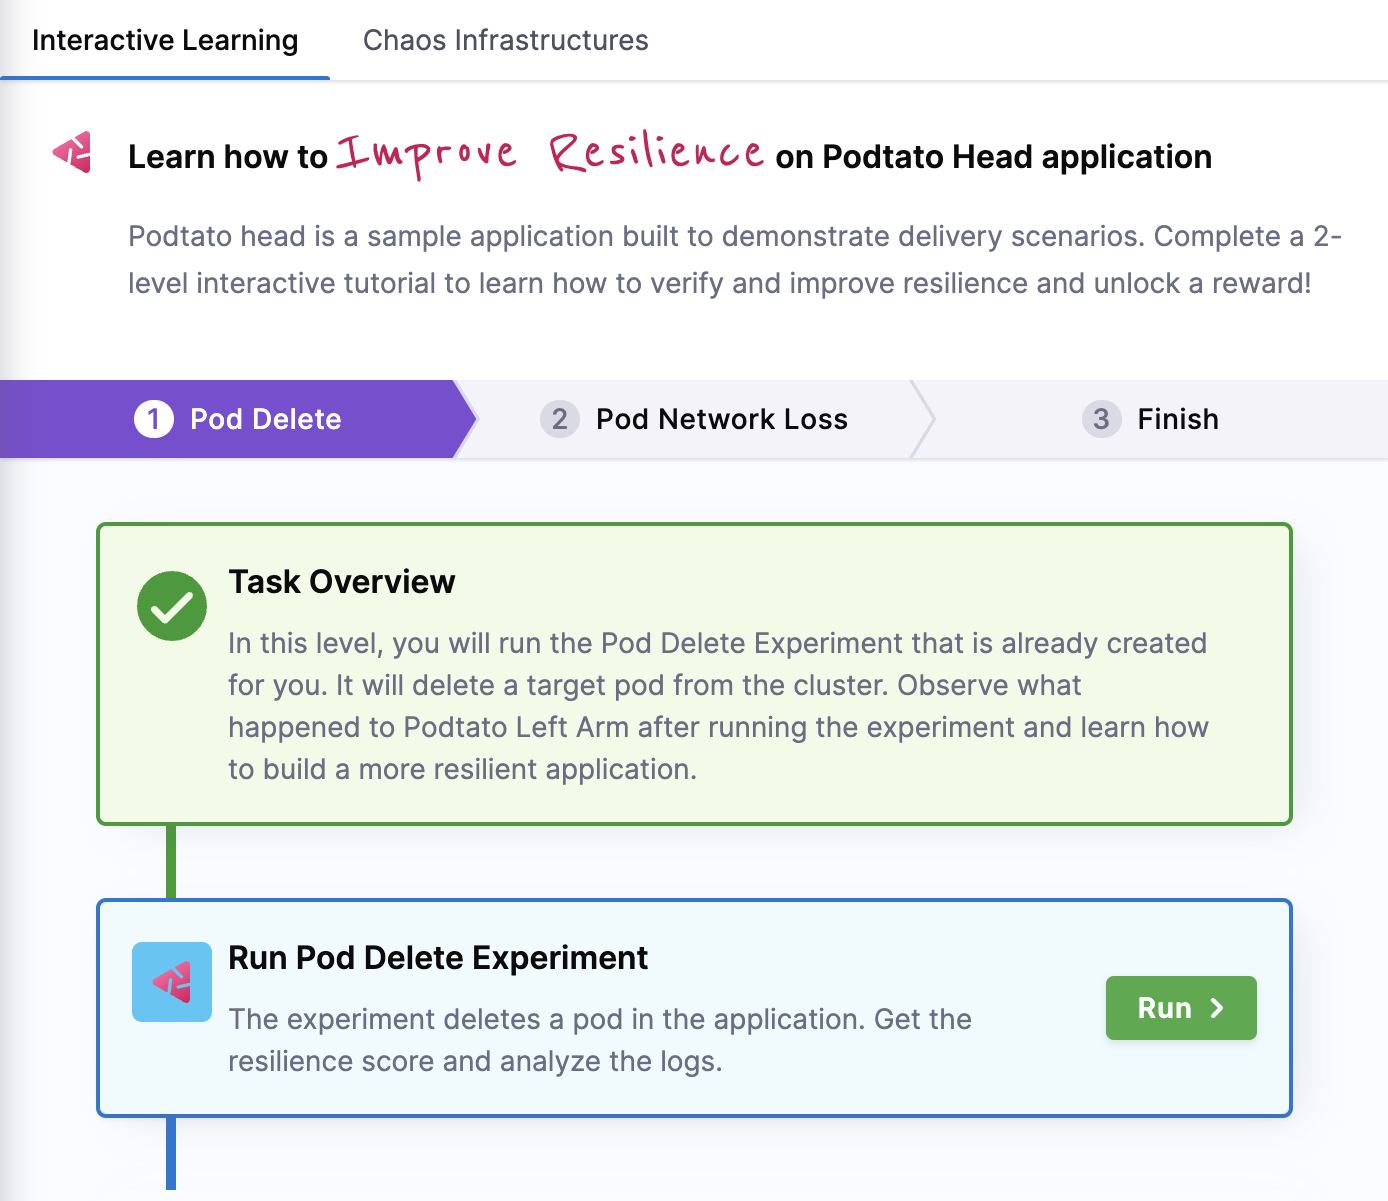 Interactive Learning Chaos Infrastructures
Learn how to Improve Resilience on Podtato Head application
Podtato head is a sample application built to demonstrate delivery scenarios. Complete a 2-
level interactive tutorial to learn how to verify and improve resilience and unlock a reward!
1 Pod Delete 2 Pod Network Loss 3 Finish
Task Overview
In this level, you will run the Pod Delete Experiment that is already created
for you. It will delete a target pod from the cluster. Observe what
happened to Podtato Left Arm after running the experiment and learn how
to build a more resilient application.
Run Pod Delete Experiment
The experiment deletes a pod in the application. Get the
resilience score and analyze the logs.
Run